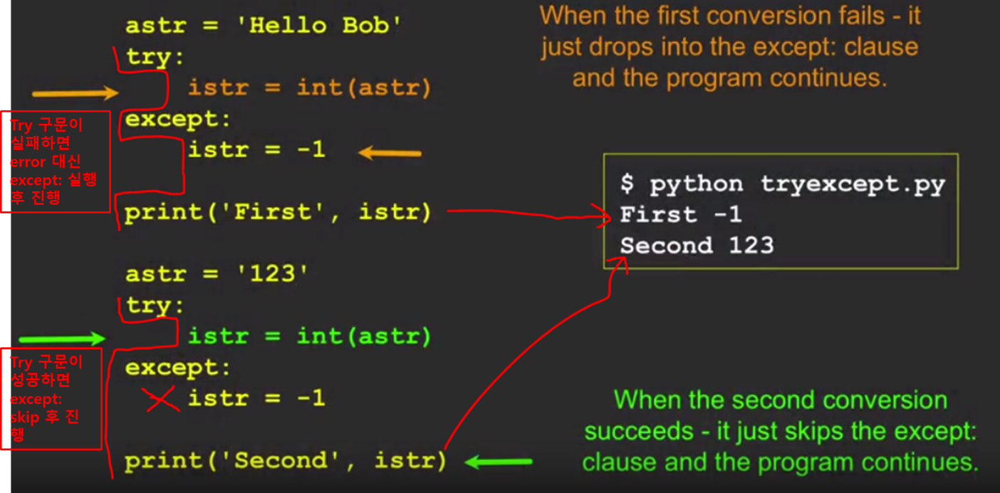 astr = 'Hello Bob'
try:
istr = int(astr)
except:
istr = -1
print('First', istr)
astr = '123'
try:
istr = int(astr)
except:
istr = -1
print('Second', istr)
Try 구문이
실패하면
error 대신
except: 실행
후 진행
Try 구문이
성공하면
except:
skip 후 진
행
When the first conversion fails - it
just drops into the except: clause
and the program continues.
$ python tryexcept.py
First -1
Second 123
When the second conversion
succeeds - it just skips the except:
clause and the program continues.